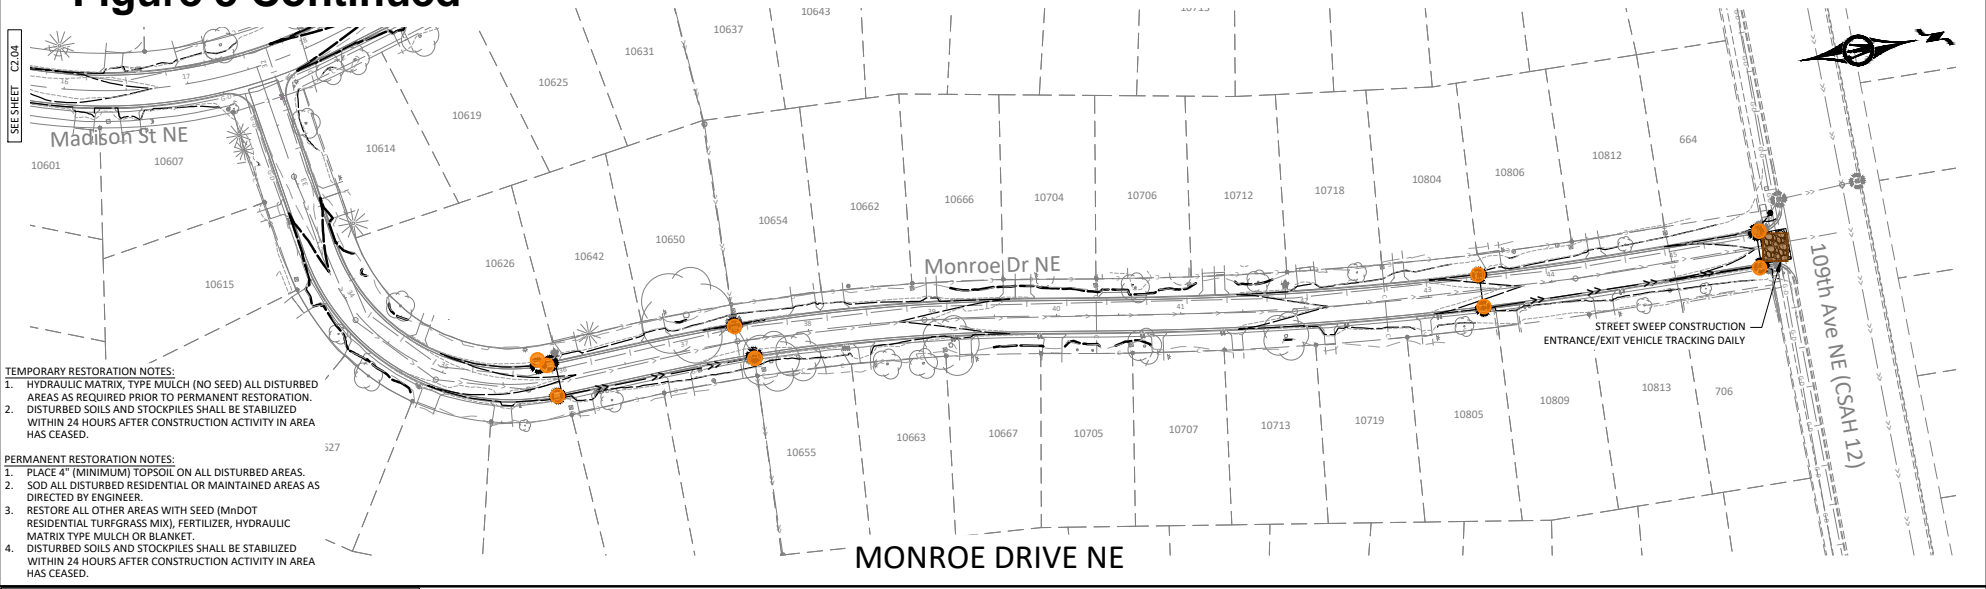 Figure 3 Continued
SEE SHEET C2.04
Madison St NE
10601
10607
10615
10614
10619
10625
10631
10637
10643
10626
10642
10650
10654
10662
10666
10704
10706
10712
10718
10804
10806
10812
664
Monroe Dr NE
10655
10663
10667
10705
10707
10713
10719
10805
10809
10813
706
109th Ave NE (CSAH 12)
STREET SWEEP CONSTRUCTION
ENTRANCE/EXIT VEHICLE TRACKING DAILY
TEMPORARY RESTORATION NOTES:
1. HYDRAULIC MATRIX, TYPE MULCH (NO SEED) ALL DISTURBED
AREAS AS REQUIRED PRIOR TO PERMANENT RESTORATION.
2. DISTURBED SOILS AND STOCKPILES SHALL BE STABILIZED
WITHIN 24 HOURS AFTER CONSTRUCTION ACTIVITY IN AREA
HAS CEASED.
PERMANENT RESTORATION NOTES:
1. PLACE 4" (MINIMUM) TOPSOIL ON ALL DISTURBED AREAS.
2. SOD ALL DISTURBED RESIDENTIAL OR MAINTAINED AREAS AS
DIRECTED BY ENGINEER.
3. RESTORE ALL OTHER AREAS WITH SEED (MnDOT
RESIDENTIAL TURFGRASS MIX), FERTILIZER, HYDRAULIC
MATRIX TYPE MULCH OR BLANKET.
4. DISTURBED SOILS AND STOCKPILES SHALL BE STABILIZED
WITHIN 24 HOURS AFTER CONSTRUCTION ACTIVITY IN AREA
HAS CEASED.
MONROE DRIVE NE